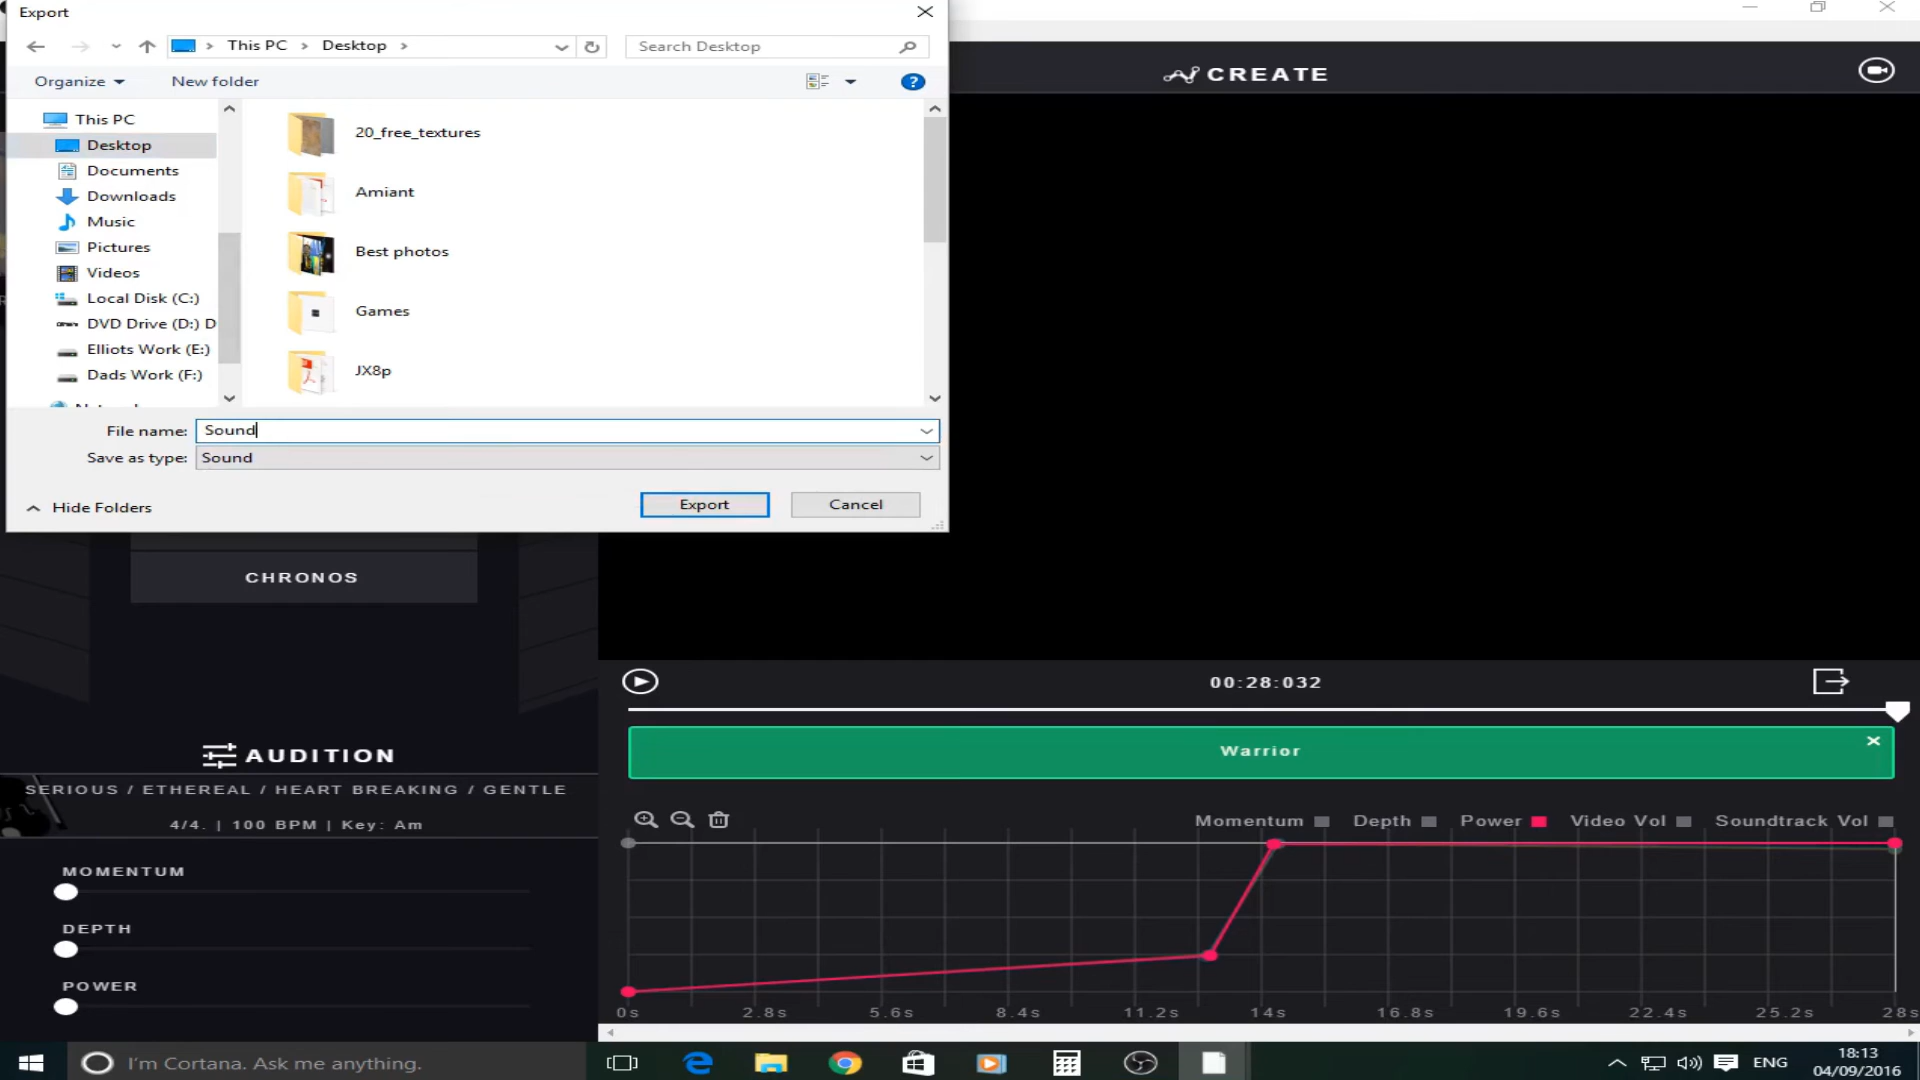 Export
This PC > Desktop >
Search Desktop
Organize
New folder
This PC
Desktop
Documents
Downloads
Music
Pictures
Videos
Local Disk (C:)
DVD Drive (D:) D
Elliots Work (E:)
Dads Work (F:)
20_free_textures
Amiant
Best photos
Games
JX8p
File name: Sound
Save as type: Sound
Hide Folders
Export
Cancel
CREATE
CHRONOS
AUDITION
SERIOUS / ETHEREAL / HEART BREAKING / GENTLE
4/4. | 100 BPM | Key: Am
MOMENTUM
DEPTH
POWER
00:28:032
Warrior
Momentum
Depth
Power
Video Vol
Soundtrack Vol
0s 2.8s 5.6s 8.4s 11.2s 14s 16.8s 19.6s 22.4s 25.2s 28s
I'm Cortana. Ask me anything.
ENG
18:13
04/09/2016